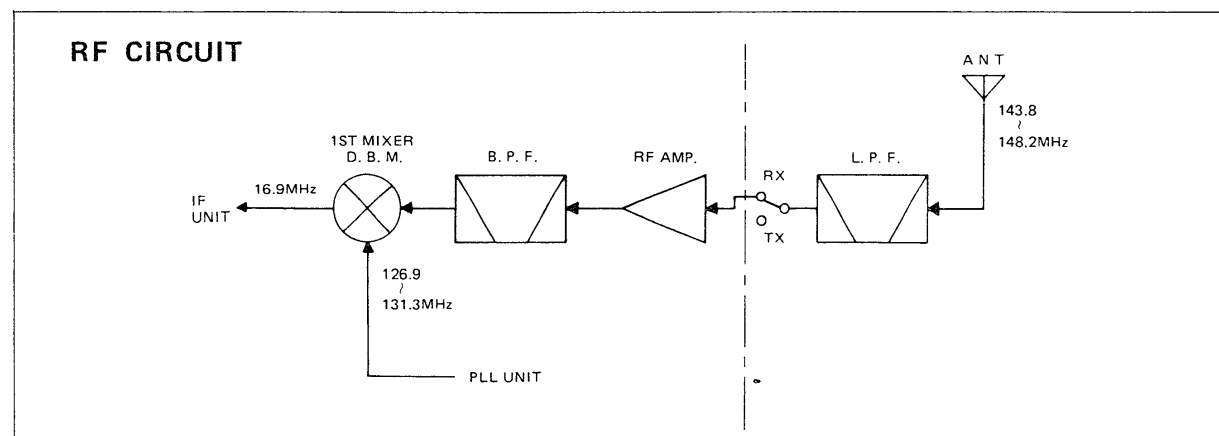 RF CIRCUIT
ANT
143.8
~
148.2MHz
1ST MIXER
D. B. M.
B. P. F.
RF AMP.
RX
L. P. F.
16.9MHz
IF
UNIT
TX
126.9
~
131.3MHz
PLL UNIT